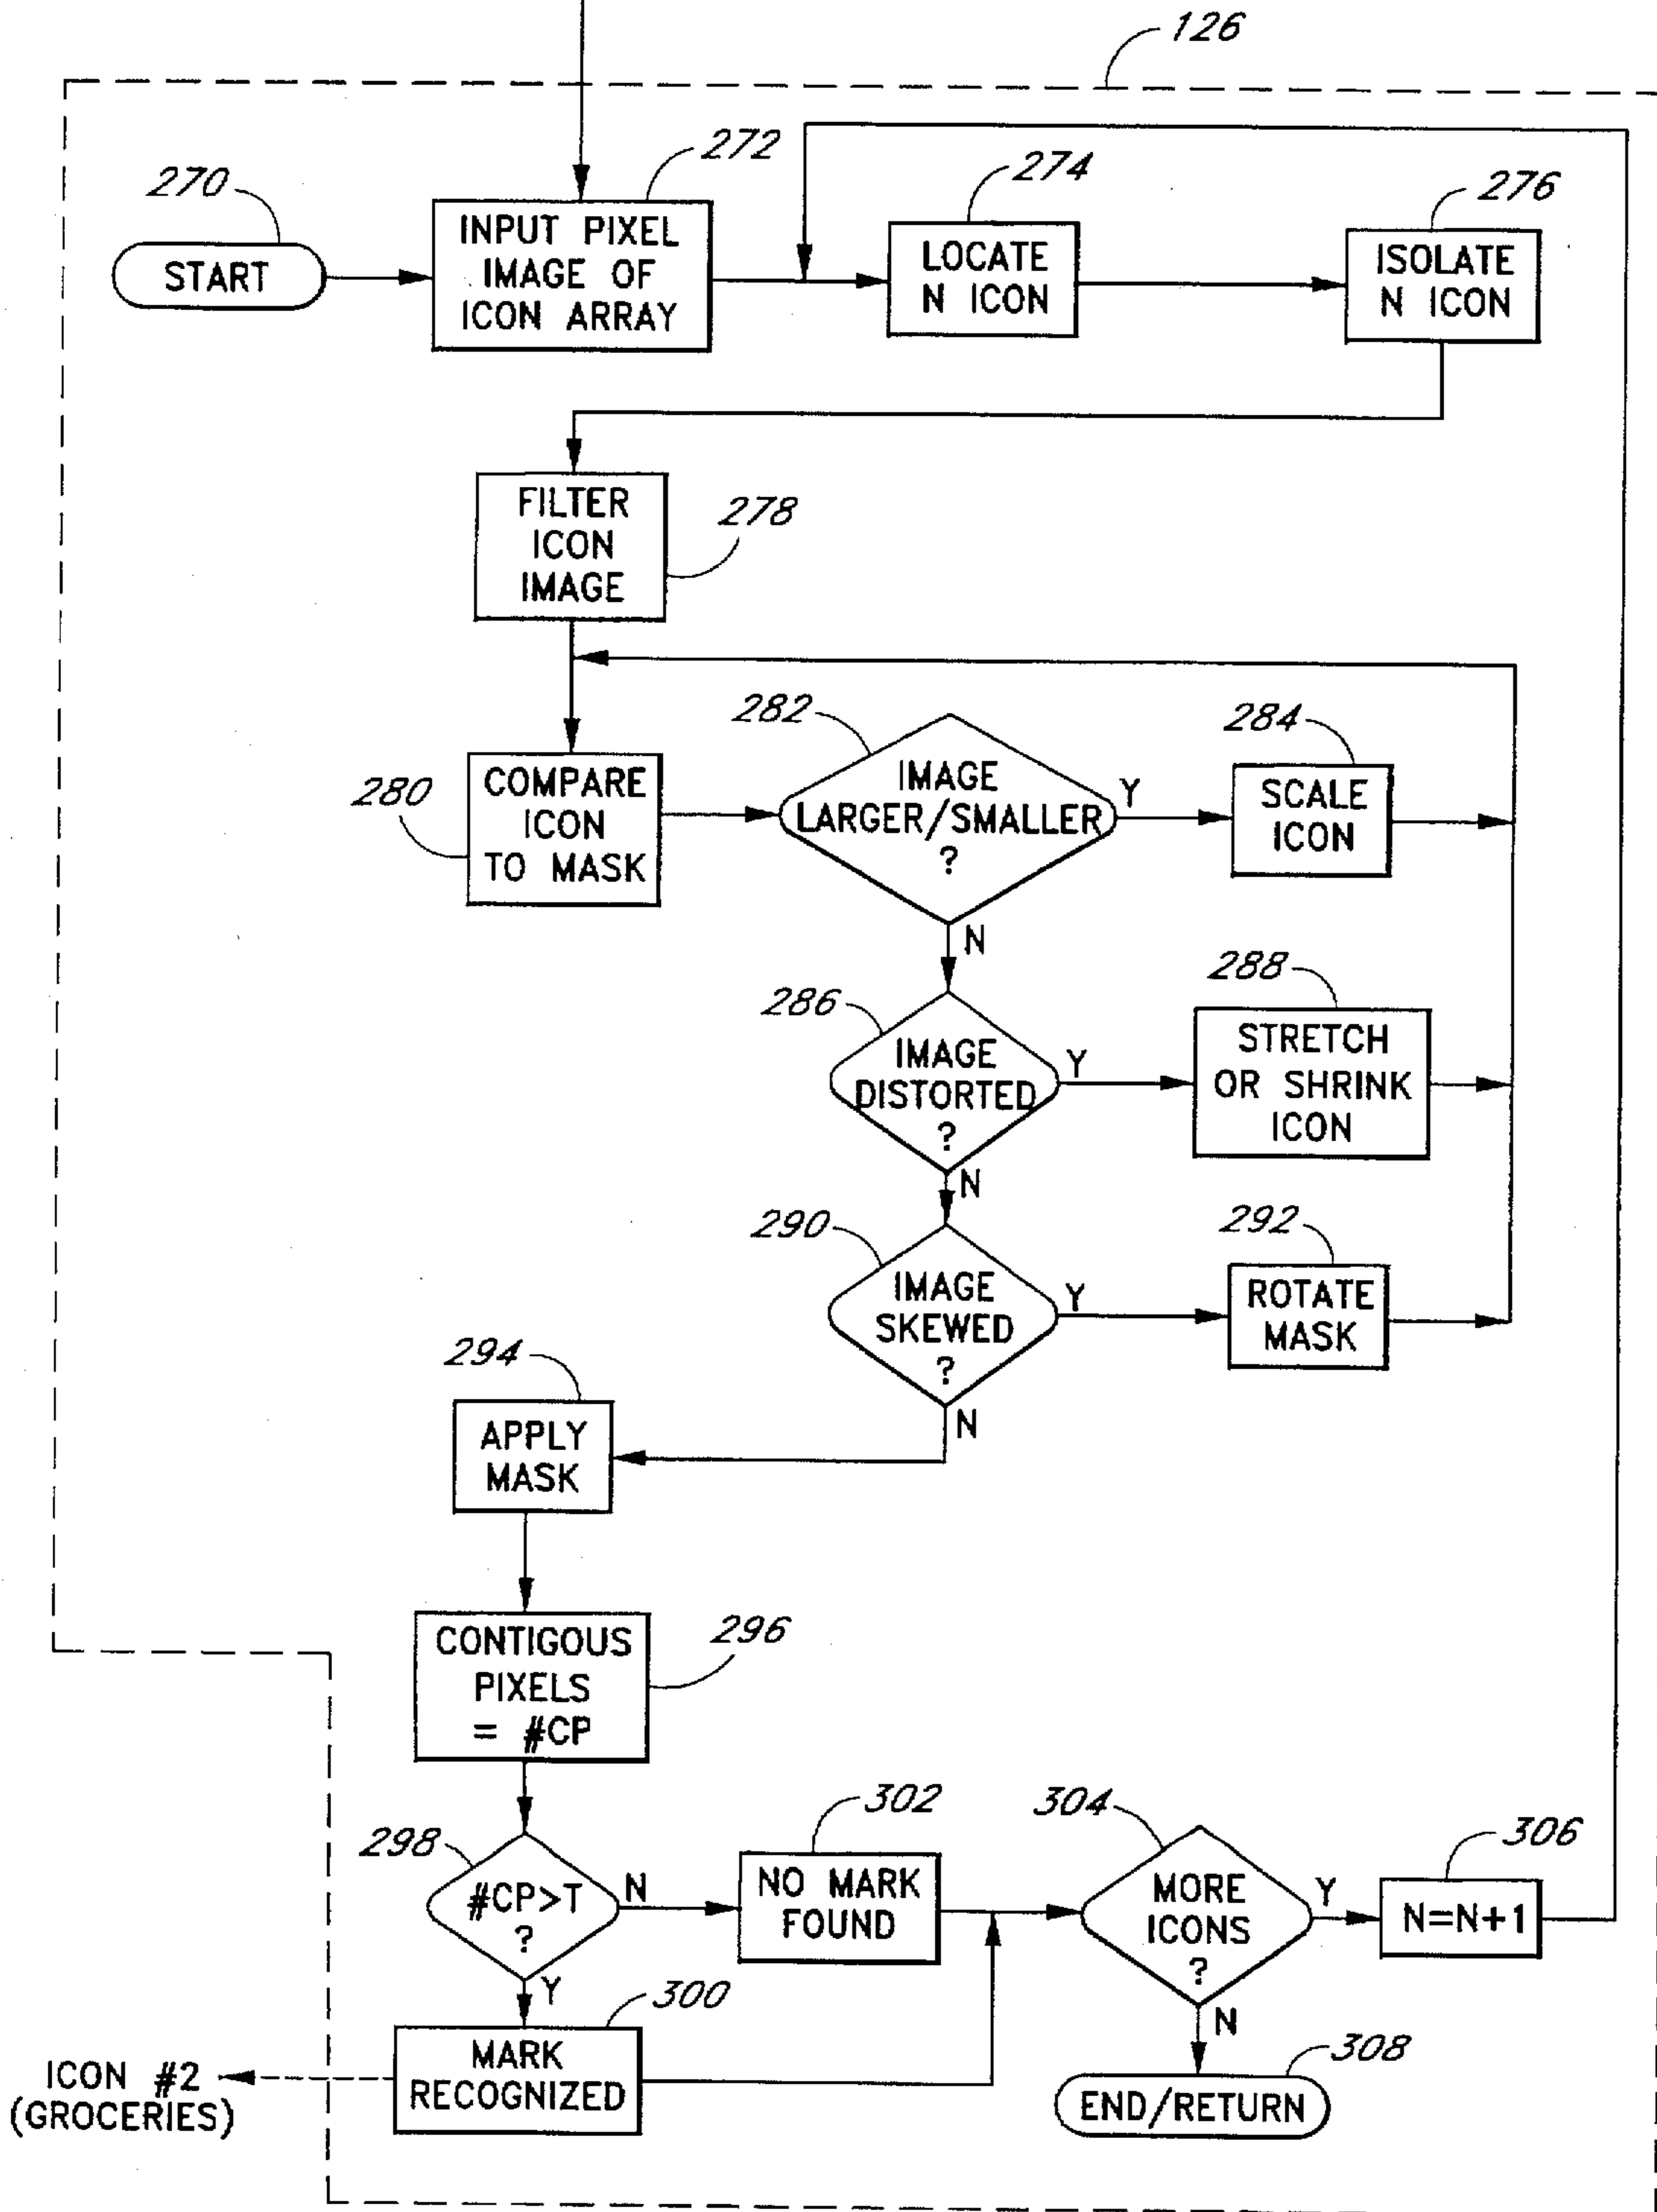 126
270
START
272
INPUT PIXEL
IMAGE OF
ICON ARRAY
274
LOCATE
N ICON
276
ISOLATE
N ICON
FILTER
ICON
IMAGE
278
280
COMPARE
ICON
TO MASK
282
IMAGE
LARGER/SMALLER
?
Y
N
284
SCALE
ICON
286
IMAGE
DISTORTED
?
Y
N
288
STRETCH
OR SHRINK
ICON
290
IMAGE
SKEWED
?
Y
N
292
ROTATE
MASK
294
APPLY
MASK
296
CONTIGOUS
PIXELS
= #CP
298
#CP>T
?
N
Y
302
NO MARK
FOUND
304
MORE
ICONS
?
Y
N
306
N=N+1
300
MARK
RECOGNIZED
ICON #2
(GROCERIES)
308
END/RETURN